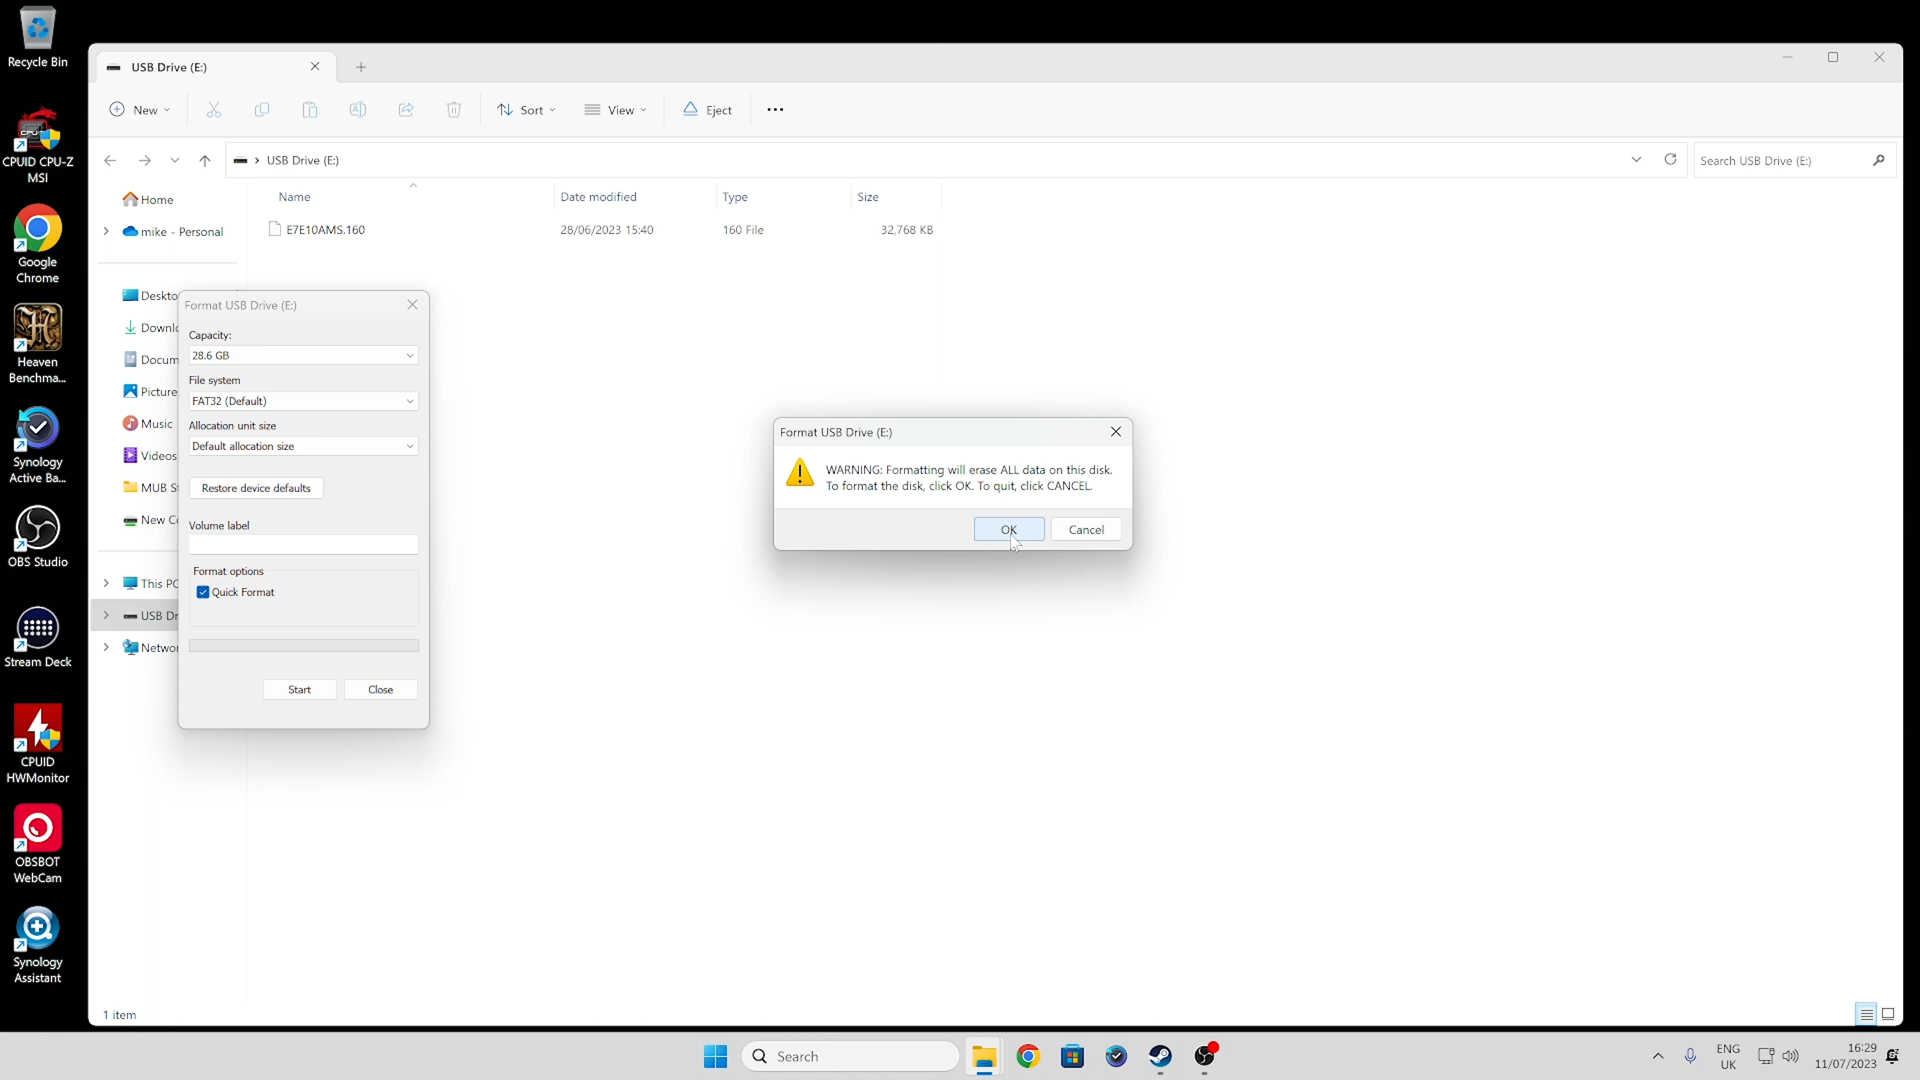 Recycle Bin
CPUID CPU-Z
MSI
Google
Chrome
Heaven
Benchma...
Synology
Active Ba...
OBS Studio
Stream Deck
CPUID
HWMonitor
OBSBOT
WebCam
Synology
Assistant
USB Drive (E:)
New
Sort
View
Eject
USB Drive (E:)
Search USB Drive (E:)
Home
mike - Personal
Deskto
Downlo
Docum
Picture
Music
Videos
MUB S
New Co
This PC
USB Dr
Networ
Name
Date modified
Type
Size
E7E10AMS.160
28/06/2023 15:40
160 File
32,768 KB
Format USB Drive (E:)
Capacity:
28.6 GB
File system
FAT32 (Default)
Allocation unit size
Default allocation size
Restore device defaults
Volume label
Format options
Quick Format
Start
Close
Format USB Drive (E:)
WARNING: Formatting will erase ALL data on this disk.
To format the disk, click OK. To quit, click CANCEL.
OK
Cancel
1 item
Search
ENG
UK
16:29
11/07/2023